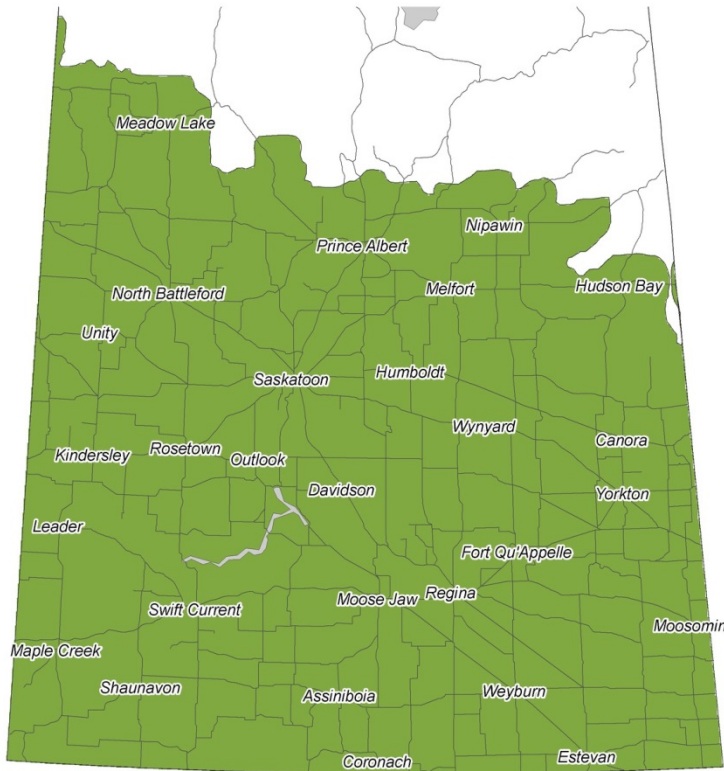 Meadow Lake
Nipawin
Prince Albert
Hudson Bay
North Battleford
Melfort
Unity
Saskatoon
Humboldt
Wynyard
Canora
Kindersley
Rosetown
Outlook
Davidson
Yorkton
Leader
Fort Qu'Appelle
Swift Current
Moose Jaw
Regina
Moosomin
Maple Creek
Shaunavon
Assiniboia
Weyburn
Coronach
Estevan